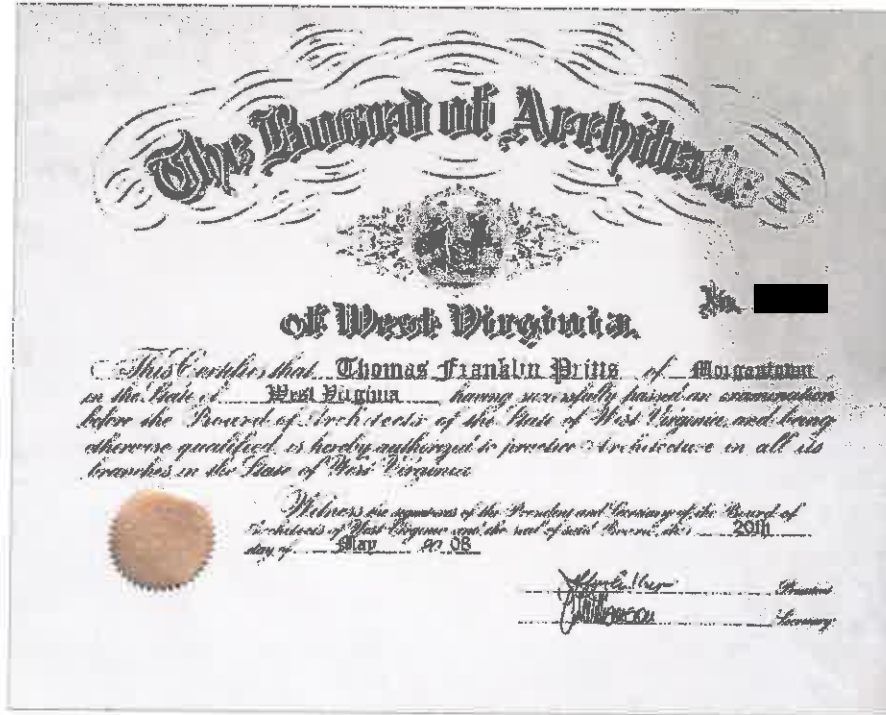 The Board of Architects
of West Virginia.
No.
This Certifies that Thomas Franklin Pritts of Morgantown
in the State of West Virginia having successfully passed an examination
before the Board of Architects of the State of West Virginia, and being
otherwise qualified, is hereby authorized to practice Architecture in all its
branches in the State of West Virginia
Witness the signatures of the President and Secretary of the Board of
Architects of West Virginia and the seal of said Board, this 20th
day of May 20 08
President
Secretary